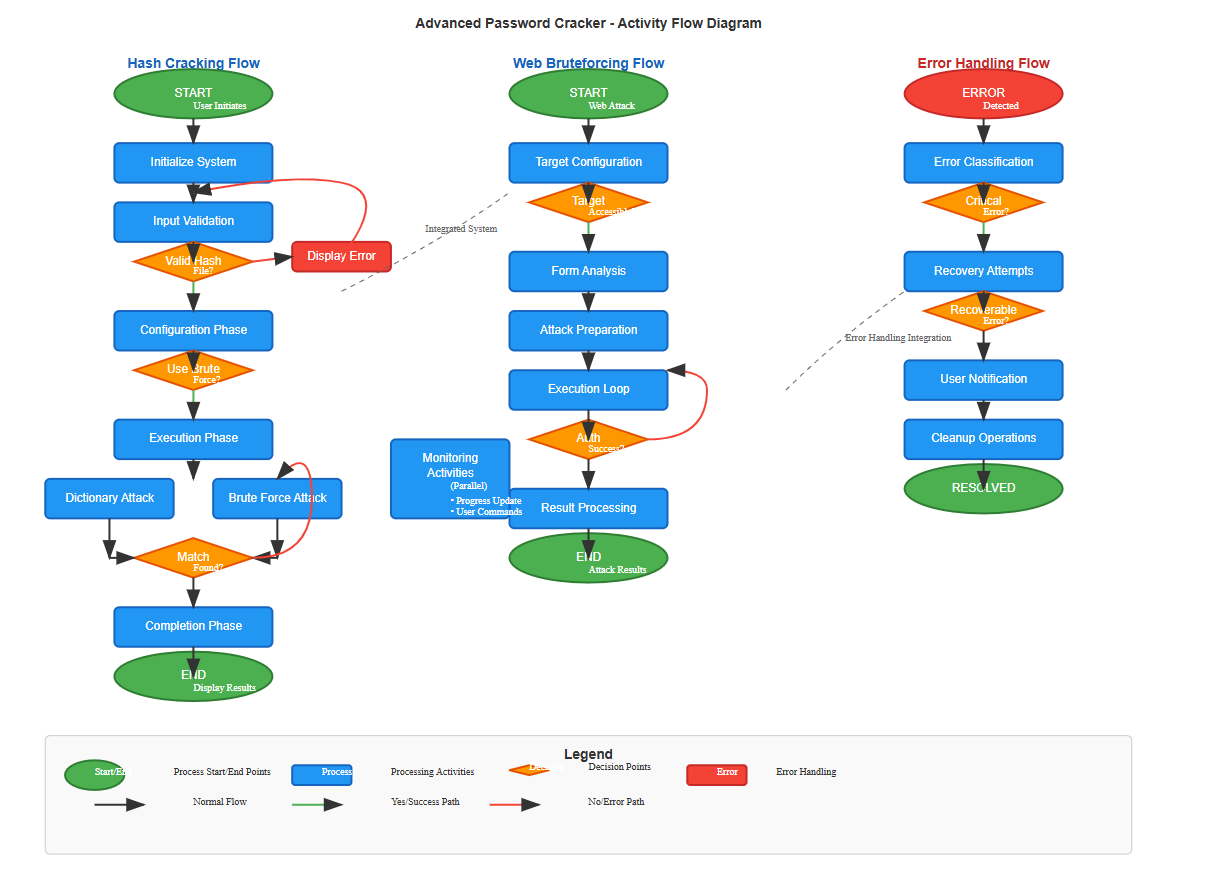 Advanced Password Cracker - Activity Flow Diagram
Hash Cracking Flow
START
User Initiates
Initialize System
Input Validation
Valid Hash
File?
Display Error
Configuration Phase
Use Brute
Force?
Execution Phase
Dictionary Attack
Brute Force Attack
Match
Found?
Completion Phase
END
Display Results
Web Bruteforcing Flow
START
Web Attack
Target Configuration
Target
Accessible?
Integrated System
Form Analysis
Attack Preparation
Execution Loop
Auth
Success?
Monitoring
Activities
(Parallel)
• Progress Update
• User Commands
Result Processing
END
Attack Results
Error Handling Flow
ERROR
Detected
Error Classification
Critical
Error?
Recovery Attempts
Recoverable
Error?
Error Handling Integration
User Notification
Cleanup Operations
RESOLVED
Legend
Start/End
Process Start/End Points
Process
Processing Activities
Decision Points
Error
Error Handling
Normal Flow
Yes/Success Path
No/Error Path